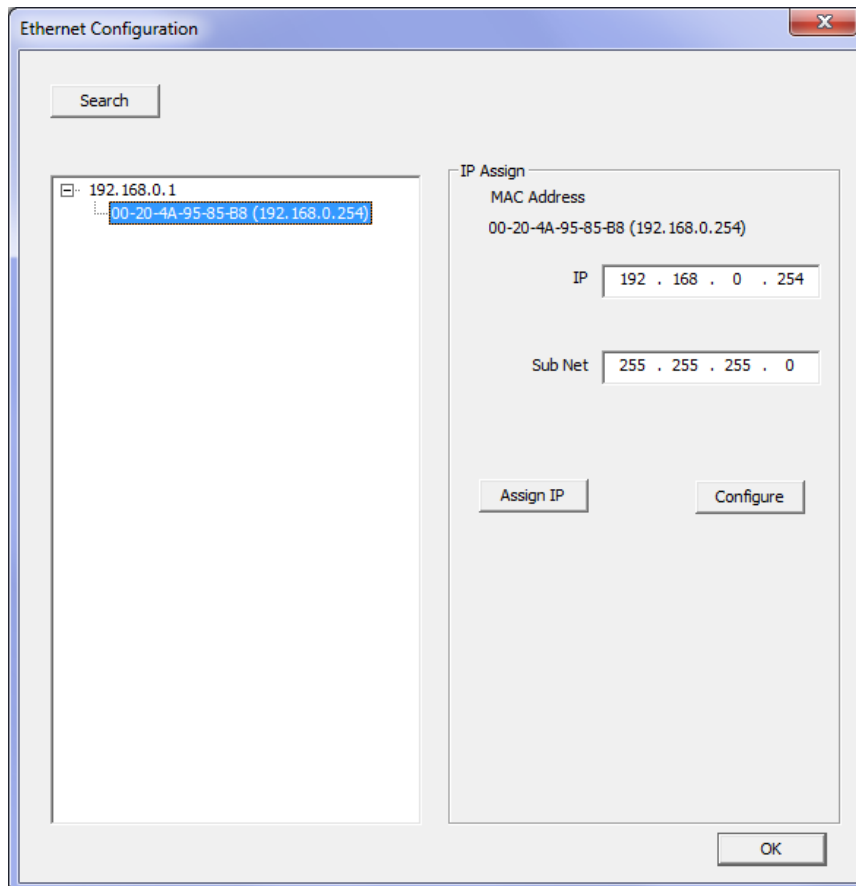 Ethernet Configuration
Search
192.168.0.1
00-20-4A-95-85-B8 (192.168.0.254)
IP Assign
MAC Address
00-20-4A-95-85-B8 (192.168.0.254)
IP 192 . 168 . 0 . 254
Sub Net 255 . 255 . 255 . 0
Assign IP Configure
OK